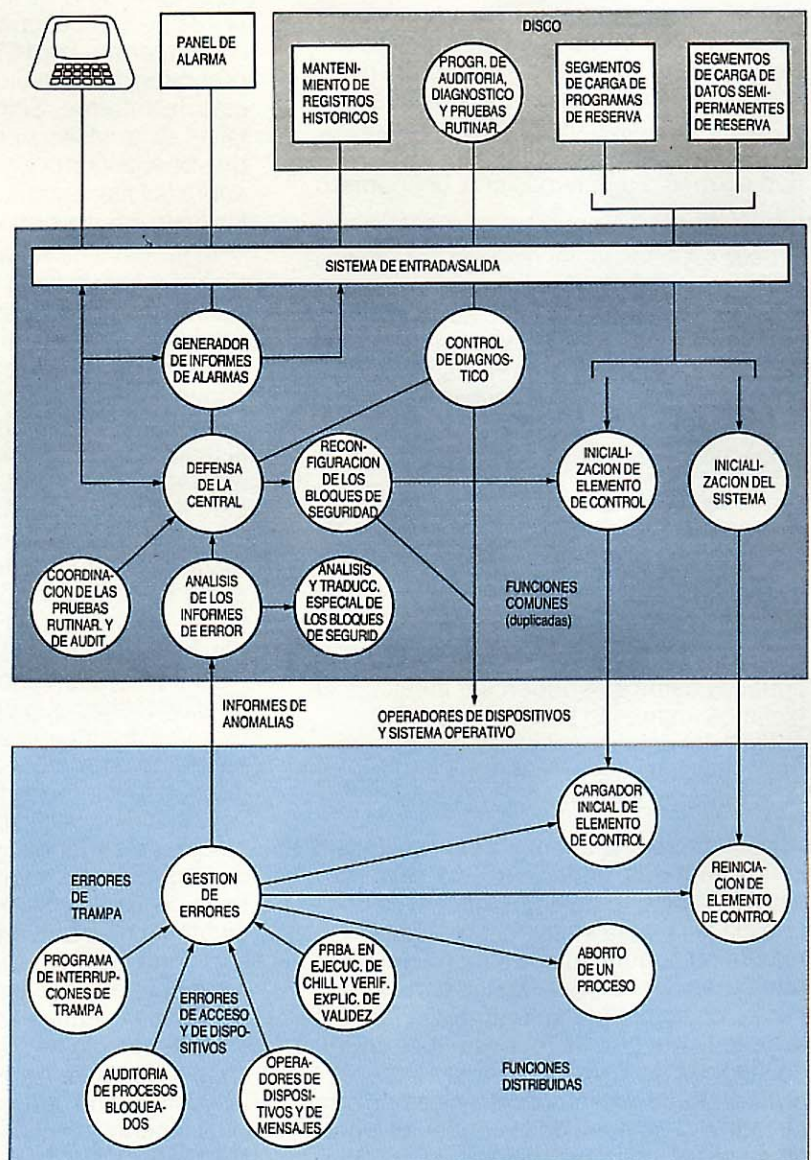 DISCO
PANEL DE
ALARMA
MANTENI-
MIENTO DE
REGISTROS
HISTORICOS
PROGR. DE
AUDITORIA,
DIAGNOSTICO
Y PRUEBAS
RUTINAR.
SEGMENTOS
DE CARGA DE
PROGRAMAS
DE RESERVA
SEGMENTOS
DE CARGA DE
DATOS SEMI-
PERMANENTES
DE RESERVA
SISTEMA DE ENTRADA/SALIDA
GENERADOR
DE INFORMES
DE ALARMAS
CONTROL
DE DIAGNOS-
TICO
DEFENSA
DE LA
CENTRAL
RECON-
FIGURACION
DE LOS
BLOQUES DE
SEGURIDAD
INICIALI-
ZACION DE
ELEMENTO
DE CONTROL
INICIALI-
ZACION DEL
SISTEMA
COORDINA-
CION DE LAS
PRUEBAS
RUTINAR. Y
DE AUDIT.
ANALISIS
DE LOS
INFORMES
DE ERROR
ANALISIS
Y TRADUCC.
ESPECIAL DE
LOS BLOQUES
DE SEGURID.
FUNCIONES
COMUNES
(duplicadas)
INFORMES DE
ANOMALIAS
OPERADORES DE DISPOSITIVOS
Y SISTEMA OPERATIVO
CARGADOR
INICIAL DE
ELEMENTO
DE CONTROL
GESTION
DE
ERRORES
REINICIA-
CION DE
ELEMENTO
DE CONTROL
ERRORES
DE
TRAMPA
PROGRAMA
DE INTERRUP-
CIONES DE
TRAMPA
PRBA. EN
EJECUC. DE
CHILL Y VERIF.
EXPLIC. DE
VALIDEZ
ABORTO
DE UN
PROCESO
ERRORES
DE ACCESO
Y DE DISPO-
SITIVOS
AUDITORIA
DE PROCESOS
BLOQUEA-
DOS
OPERA-
DORES DE
DISPOSI-
TIVOS Y DE
MENSAJES
FUNCIONES
DISTRIBUIDAS